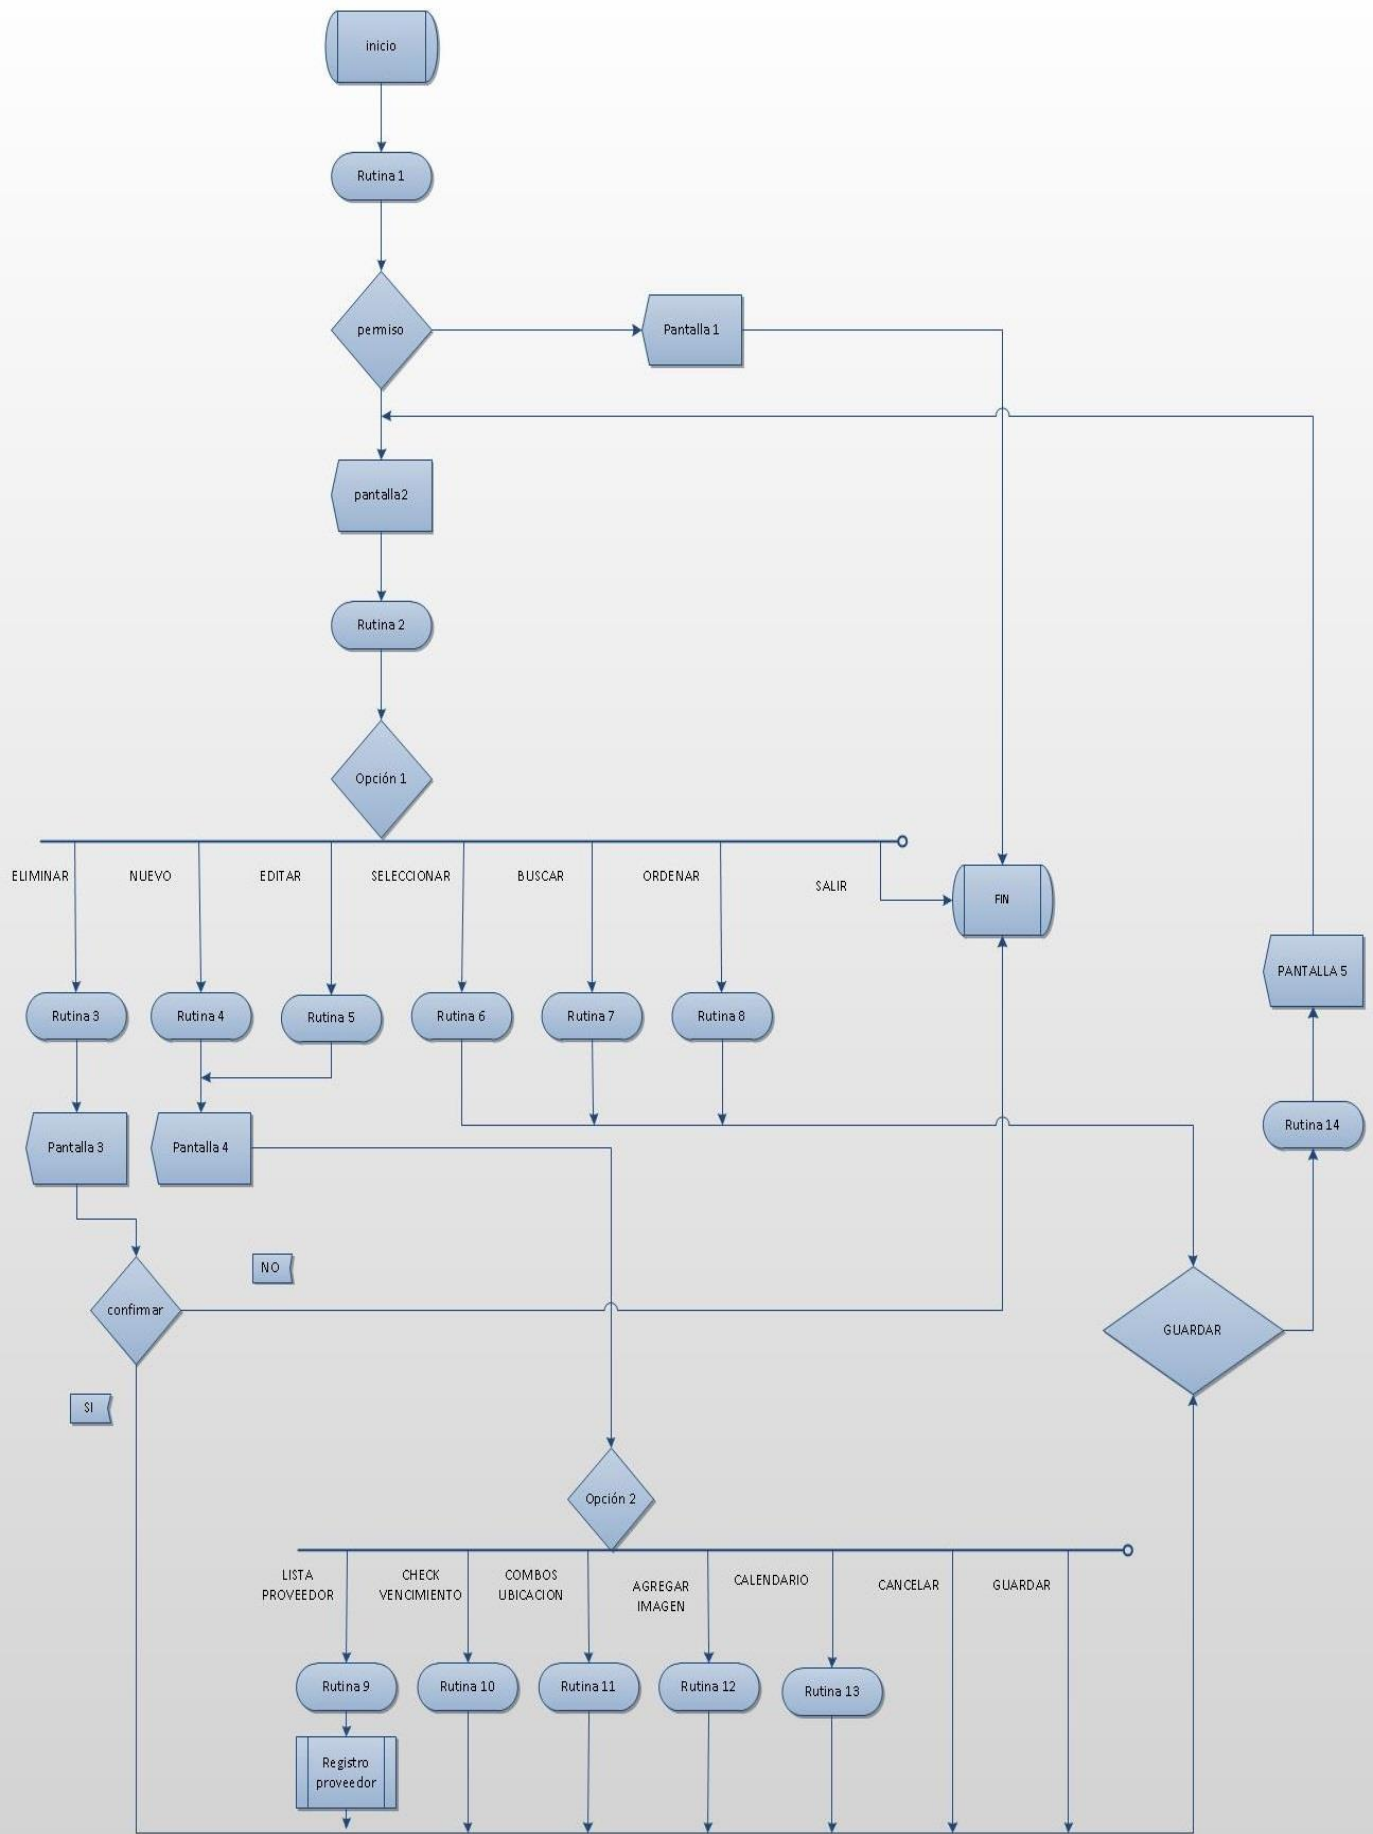 inicio
Rutina 1
permiso
Pantalla 1
pantalla2
Rutina 2
Opción 1
ELIMINAR
NUEVO
EDITAR
SELECCIONAR
BUSCAR
ORDENAR
SALIR
FIN
PANTALLA 5
Rutina 3
Rutina 4
Rutina 5
Rutina 6
Rutina 7
Rutina 8
Rutina 14
Pantalla 3
Pantalla 4
NO
confirmar
GUARDAR
SI
Opción 2
LISTA
PROVEEDOR
CHECK
VENCIMIENTO
COMBOS
UBICACION
AGREGAR
IMAGEN
CALENDARIO
CANCELAR
GUARDAR
Rutina 9
Rutina 10
Rutina 11
Rutina 12
Rutina 13
Registro
proveedor